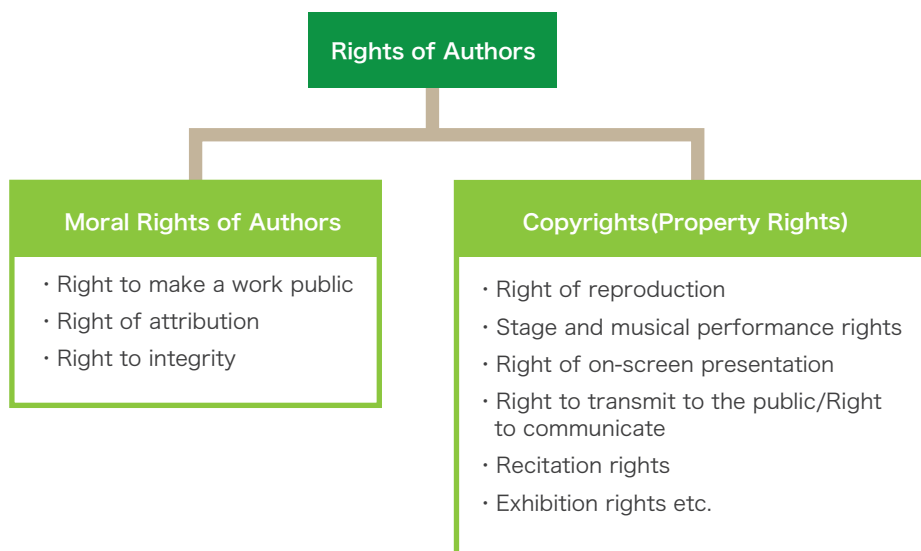 Rights of Authors
Moral Rights of Authors
・Right to make a work public
・Right of attribution
・Right to integrity
Copyrights(Property Rights)
・Right of reproduction
・Stage and musical performance rights
・Right of on-screen presentation
・Right to transmit to the public/Right
to communicate
・Recitation rights
・Exhibition rights etc.